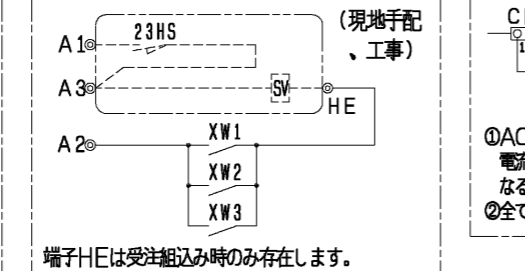 (現地手配
、工事)
23HS
A1
A3
SV
HE
A2
XW1
XW2
XW3
端子HEは受注組込み時のみ存在します。
C
1
①AC
電流
なる
②全て